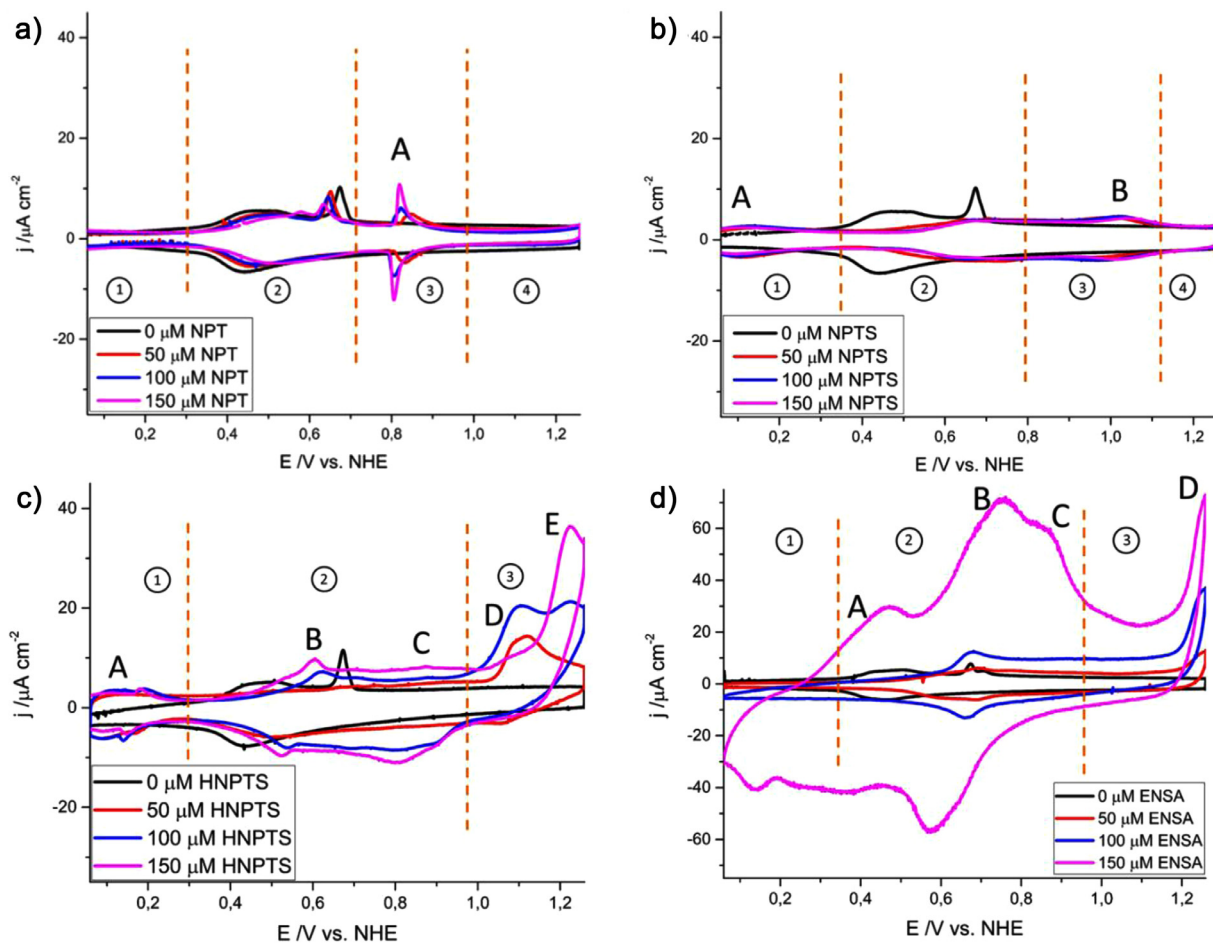 a)
40
20
0
-20
j /µA cm⁻²
A
① ② ③ ④
0 µM NPT
50 µM NPT
100 µM NPT
150 µM NPT
0,2 0,4 0,6 0,8 1,0 1,2
E /V vs. NHE
b)
40
20
0
-20
j /µA cm⁻²
A B
① ② ③ ④
0 µM NPTS
50 µM NPTS
100 µM NPTS
150 µM NPTS
0,2 0,4 0,6 0,8 1,0 1,2
E /V vs. NHE
c)
40
20
0
-20
j /µA cm⁻²
① ② ③
A B C D E
0 µM HNPTS
50 µM HNPTS
100 µM HNPTS
150 µM HNPTS
0,2 0,4 0,6 0,8 1,0 1,2
E /V vs. NHE
d)
60
40
20
0
-20
-40
-60
j /µA cm⁻²
① ② ③
A B C D
0 µM ENSA
50 µM ENSA
100 µM ENSA
150 µM ENSA
0,2 0,4 0,6 0,8 1,0 1,2
E /V vs. NHE